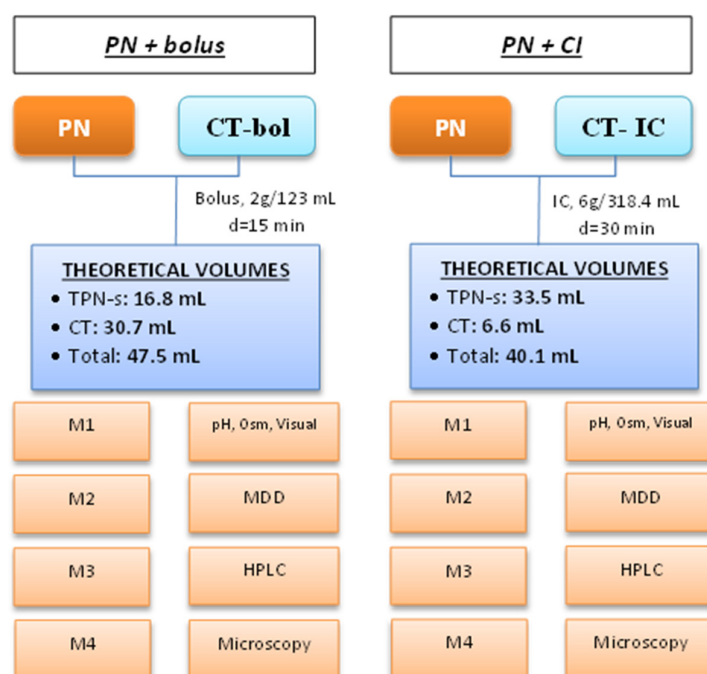 PN + bolus
PN
CT-bol
Bolus, 2g/123 mL
d=15 min
THEORETICAL VOLUMES
• TPN-s: 16.8 mL
• CT: 30.7 mL
• Total: 47.5 mL
M1
pH, Osm, Visual
M2
MDD
M3
HPLC
M4
Microscopy
PN + CI
PN
CT- IC
IC, 6g/318.4 mL
d=30 min
THEORETICAL VOLUMES
• TPN-s: 33.5 mL
• CT: 6.6 mL
• Total: 40.1 mL
M1
pH, Osm, Visual
M2
MDD
M3
HPLC
M4
Microscopy